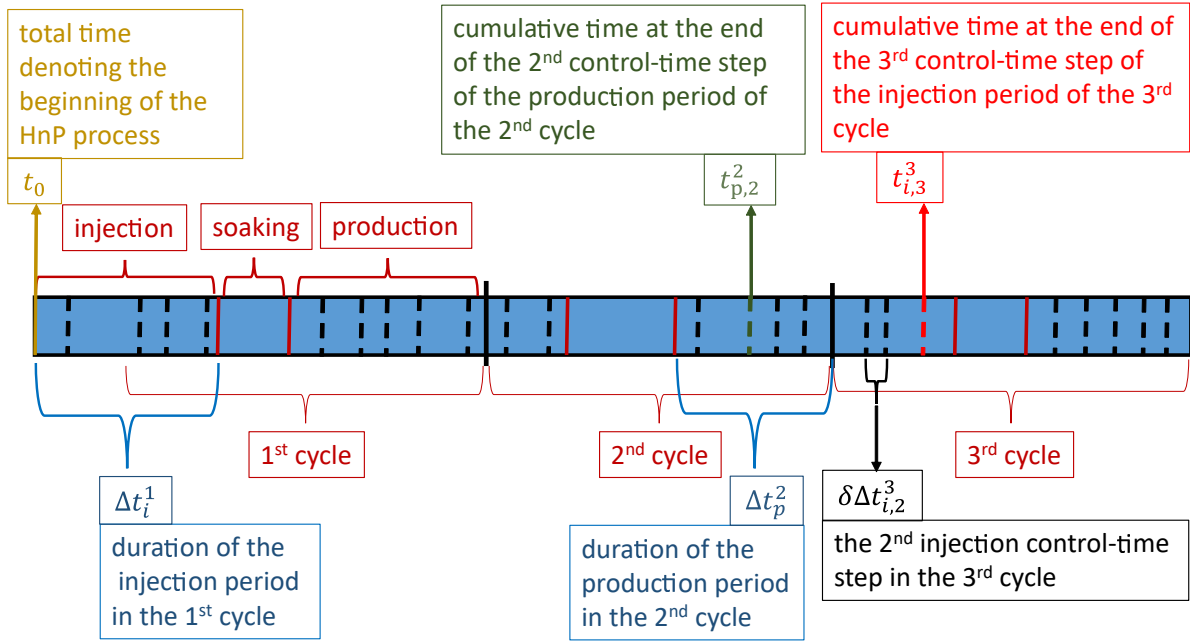 total time
denoting the
beginning of the
HnP process
t₀
cumulative time at the end
of the 2ⁿᵈ control-time step
of the production period of
the 2ⁿᵈ cycle
t²ₚ,₂
cumulative time at the end of
the 3ʳᵈ control-time step of
the injection period of the 3ʳᵈ
cycle
t³ᵢ,₃
injection
soaking
production
1ˢᵗ cycle
2ⁿᵈ cycle
3ʳᵈ cycle
Δt¹ᵢ
duration of the
injection period
in the 1ˢᵗ cycle
Δt²ₚ
duration of the
production period
in the 2ⁿᵈ cycle
δΔt³ᵢ,₂
the 2ⁿᵈ injection control-time
step in the 3ʳᵈ cycle